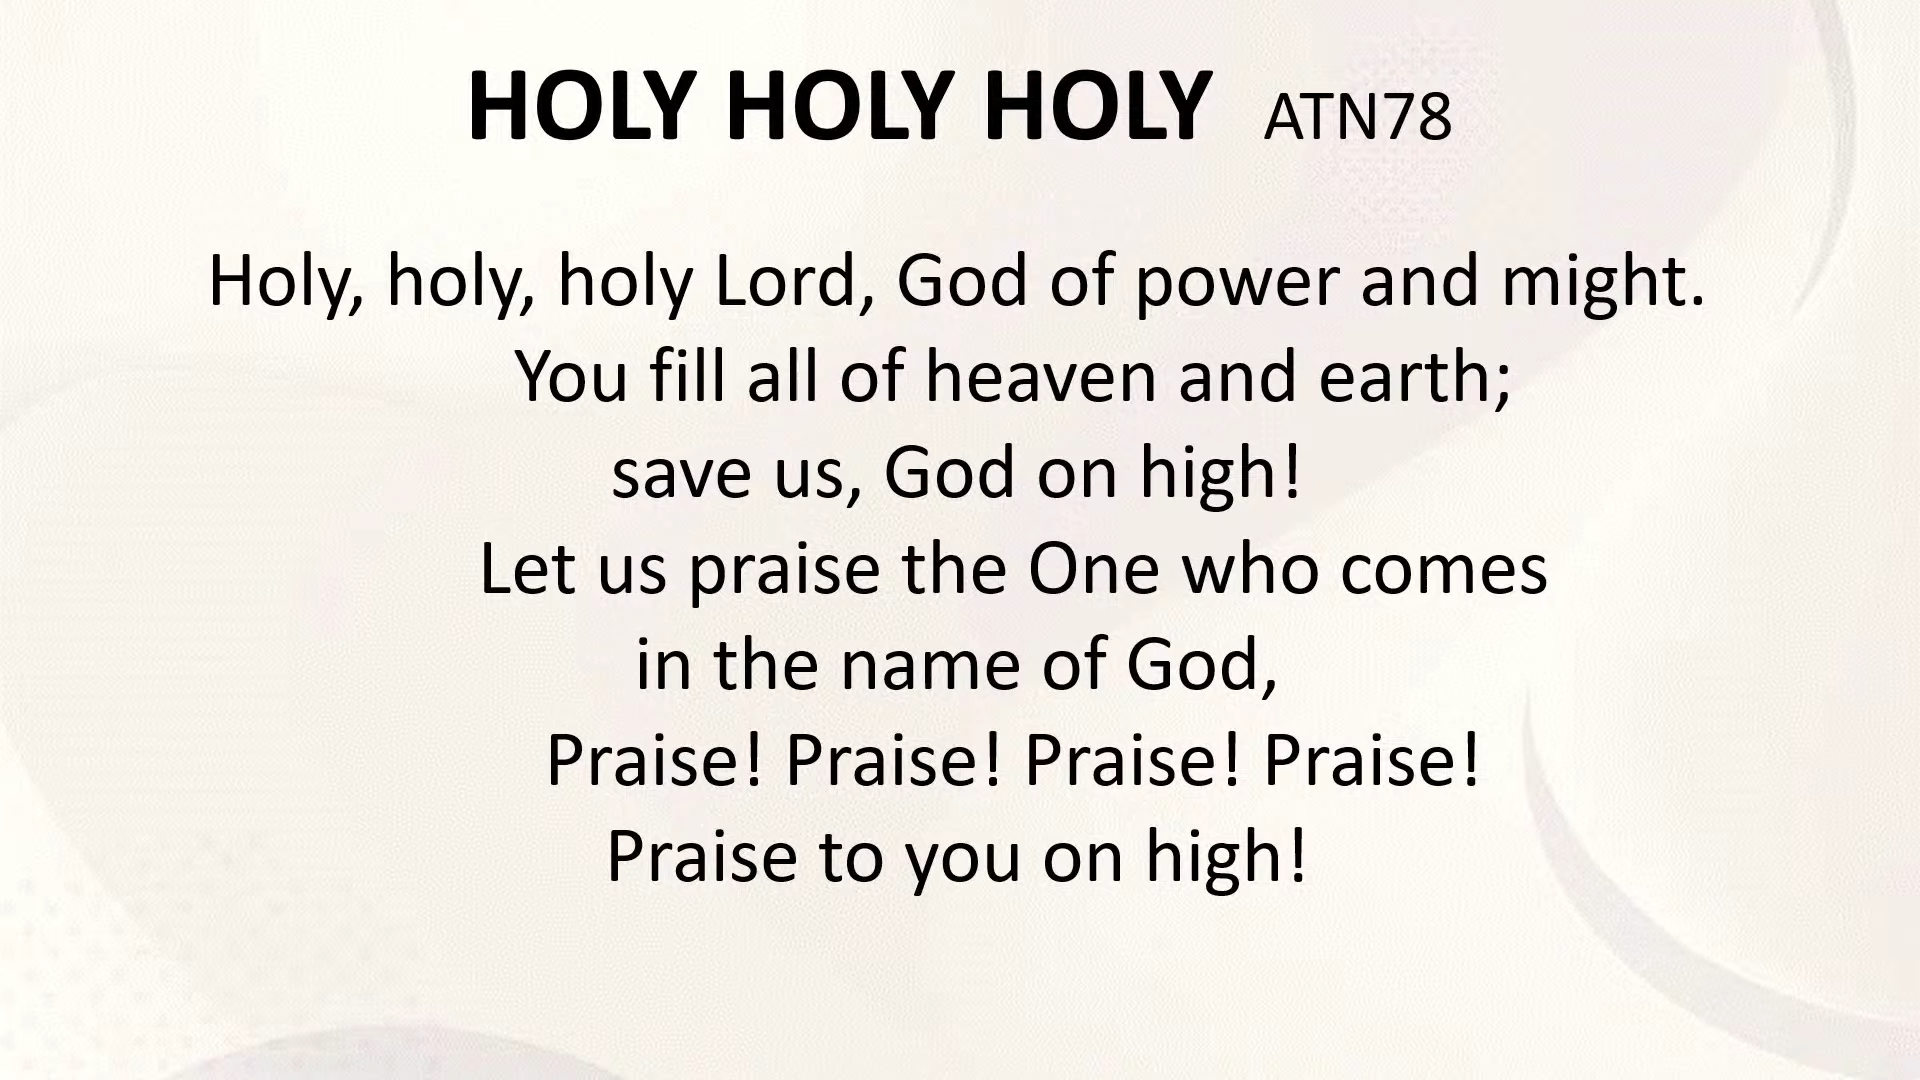 HOLY HOLY HOLY ATN78
Holy, holy, holy Lord, God of power and might.
You fill all of heaven and earth;
save us, God on high!
Let us praise the One who comes
in the name of God,
Praise! Praise! Praise! Praise!
Praise to you on high!